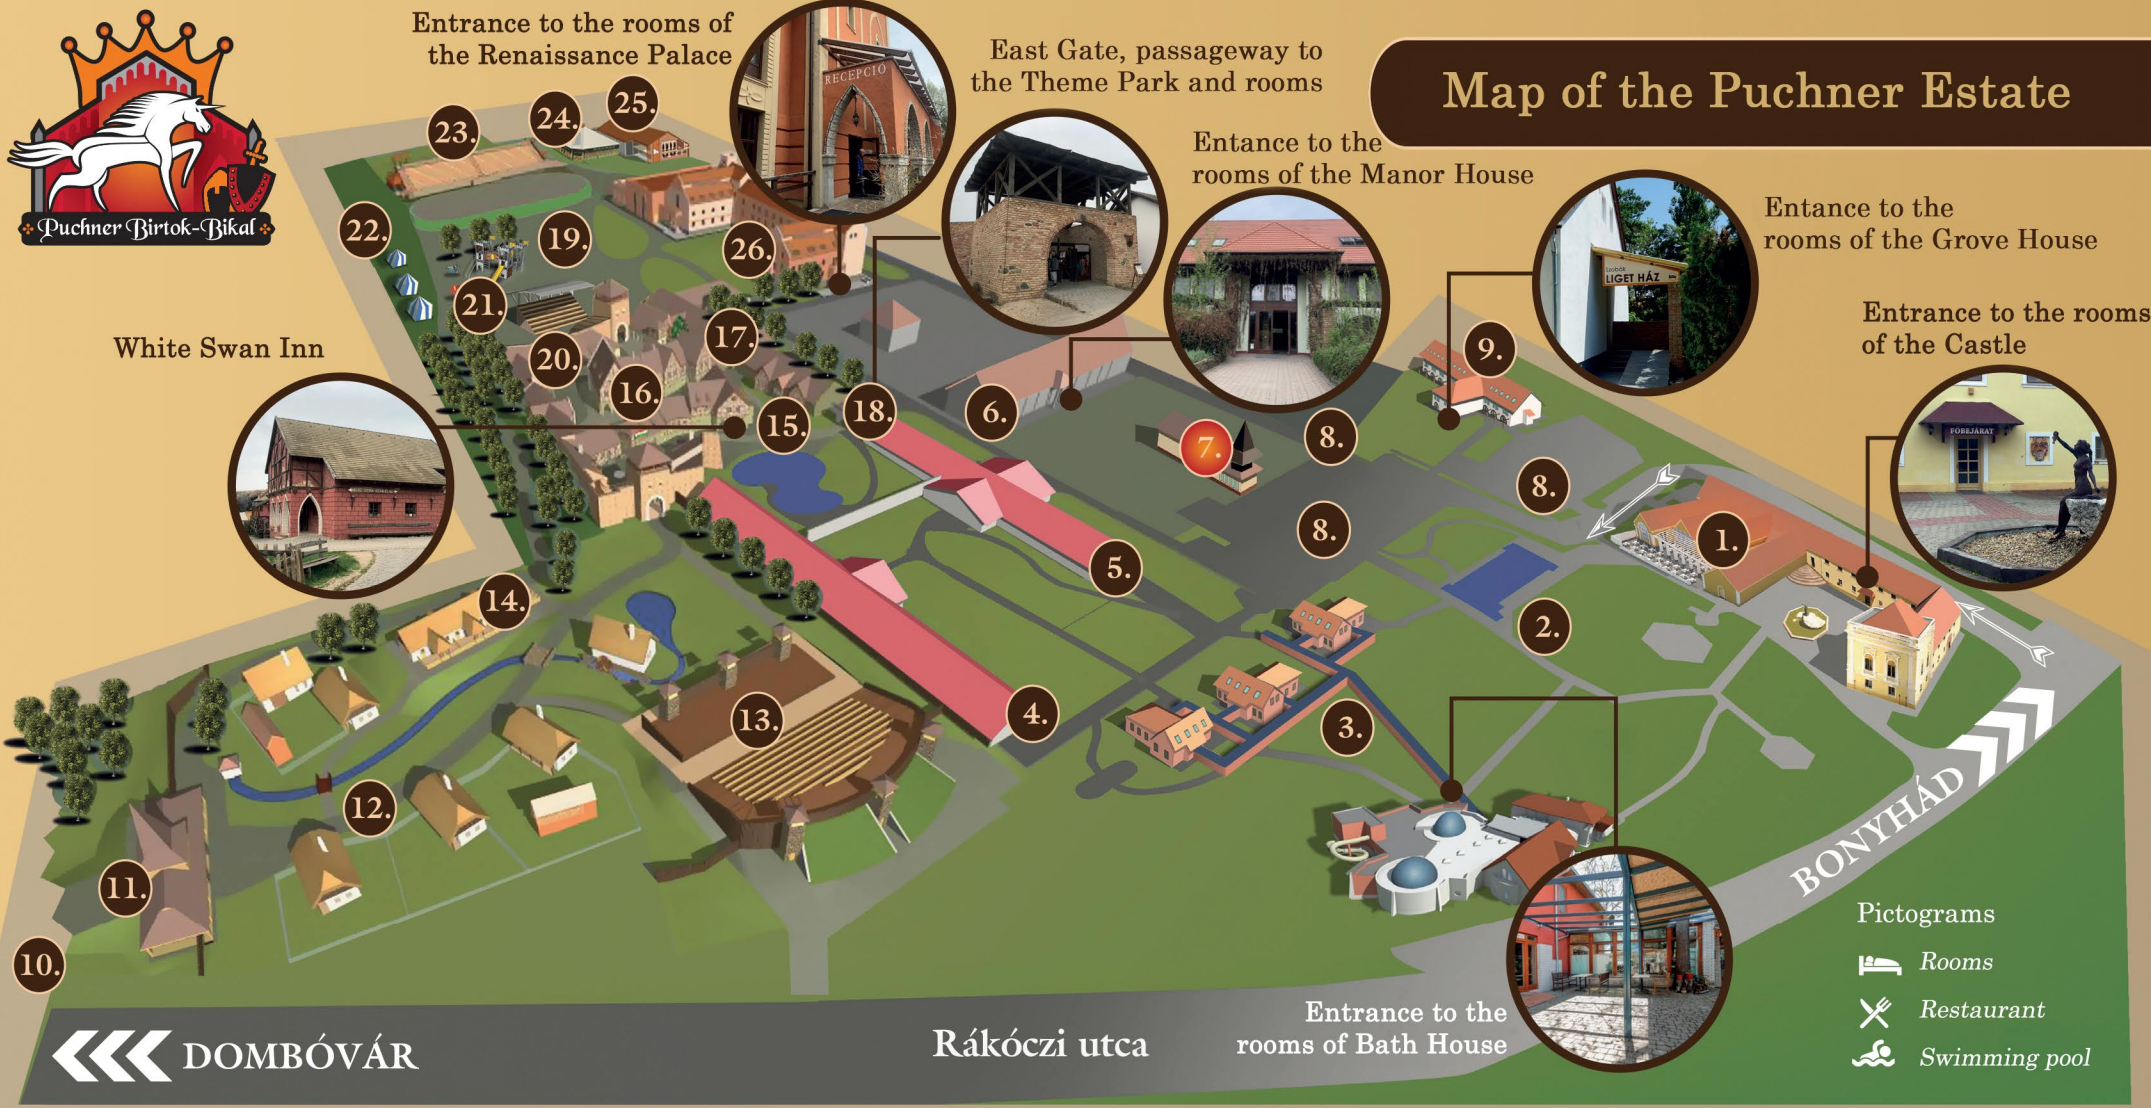 Map of the Puchner Estate
Puchner Birtok-Bikal
Entrance to the rooms of
the Renaissance Palace
RECEPCIÓ
East Gate, passageway to
the Theme Park and rooms
Entance to the
rooms of the Manor House
LIGET HÁZ
Entance to the
rooms of the Grove House
Entrance to the rooms
of the Castle
FŐBEJÁRAT
White Swan Inn
23.
24.
25.
22.
19.
26.
21.
20.
17.
16.
15.
18.
6.
7.
8.
9.
8.
8.
1.
5.
14.
2.
4.
13.
3.
12.
11.
10.
BONYHÁD
Pictograms
Rooms
Restaurant
Swimming pool
Entrance to the
rooms of Bath House
Rákóczi utca
DOMBÓVÁR